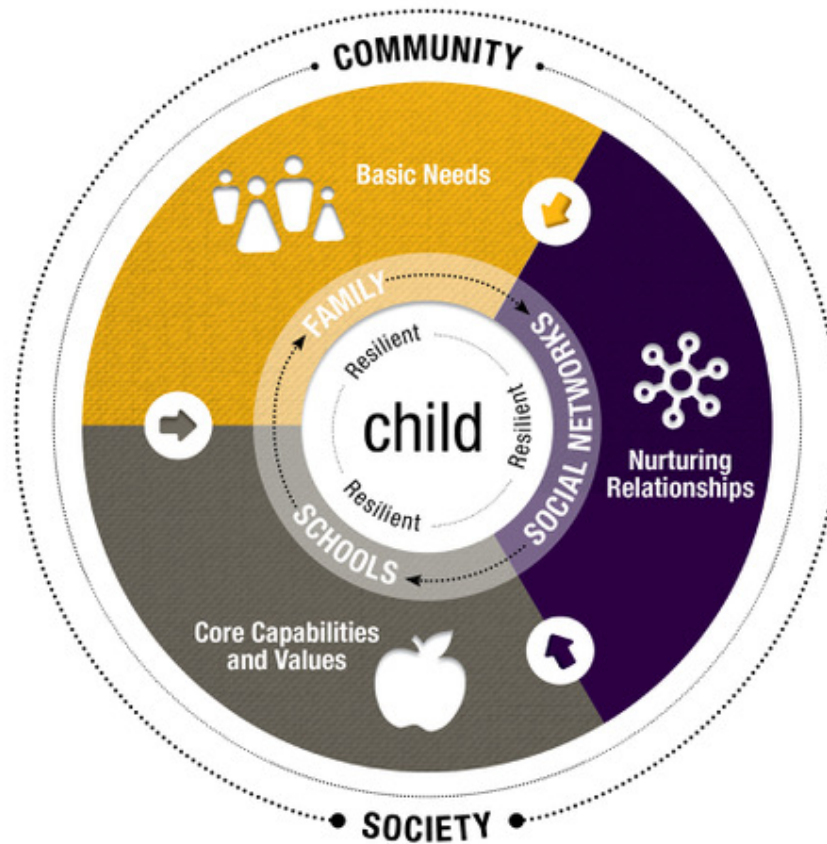 COMMUNITY
Basic Needs
FAMILY
SOCIAL NETWORKS
SCHOOLS
Resilient
Resilient
Resilient
child
Nurturing
Relationships
Core Capabilities
and Values
SOCIETY